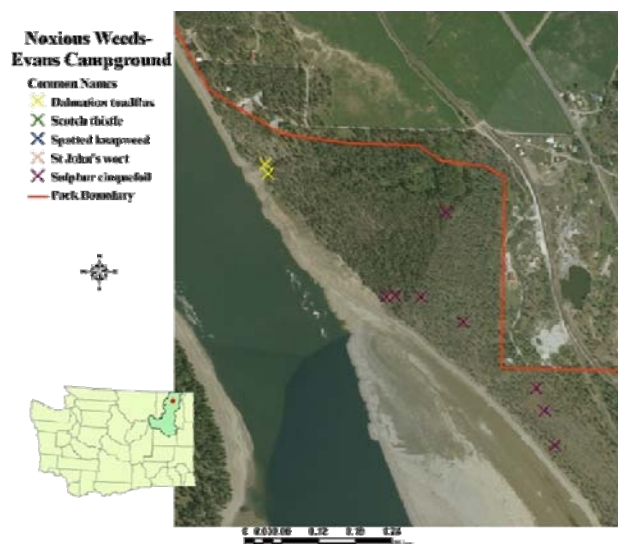 Noxious Weeds-
Evans Campground
Common Names
Dalmation toadflax
Scotch thistle
Spotted knapweed
St John's wort
Sulphur cinquefoil
Park Boundary